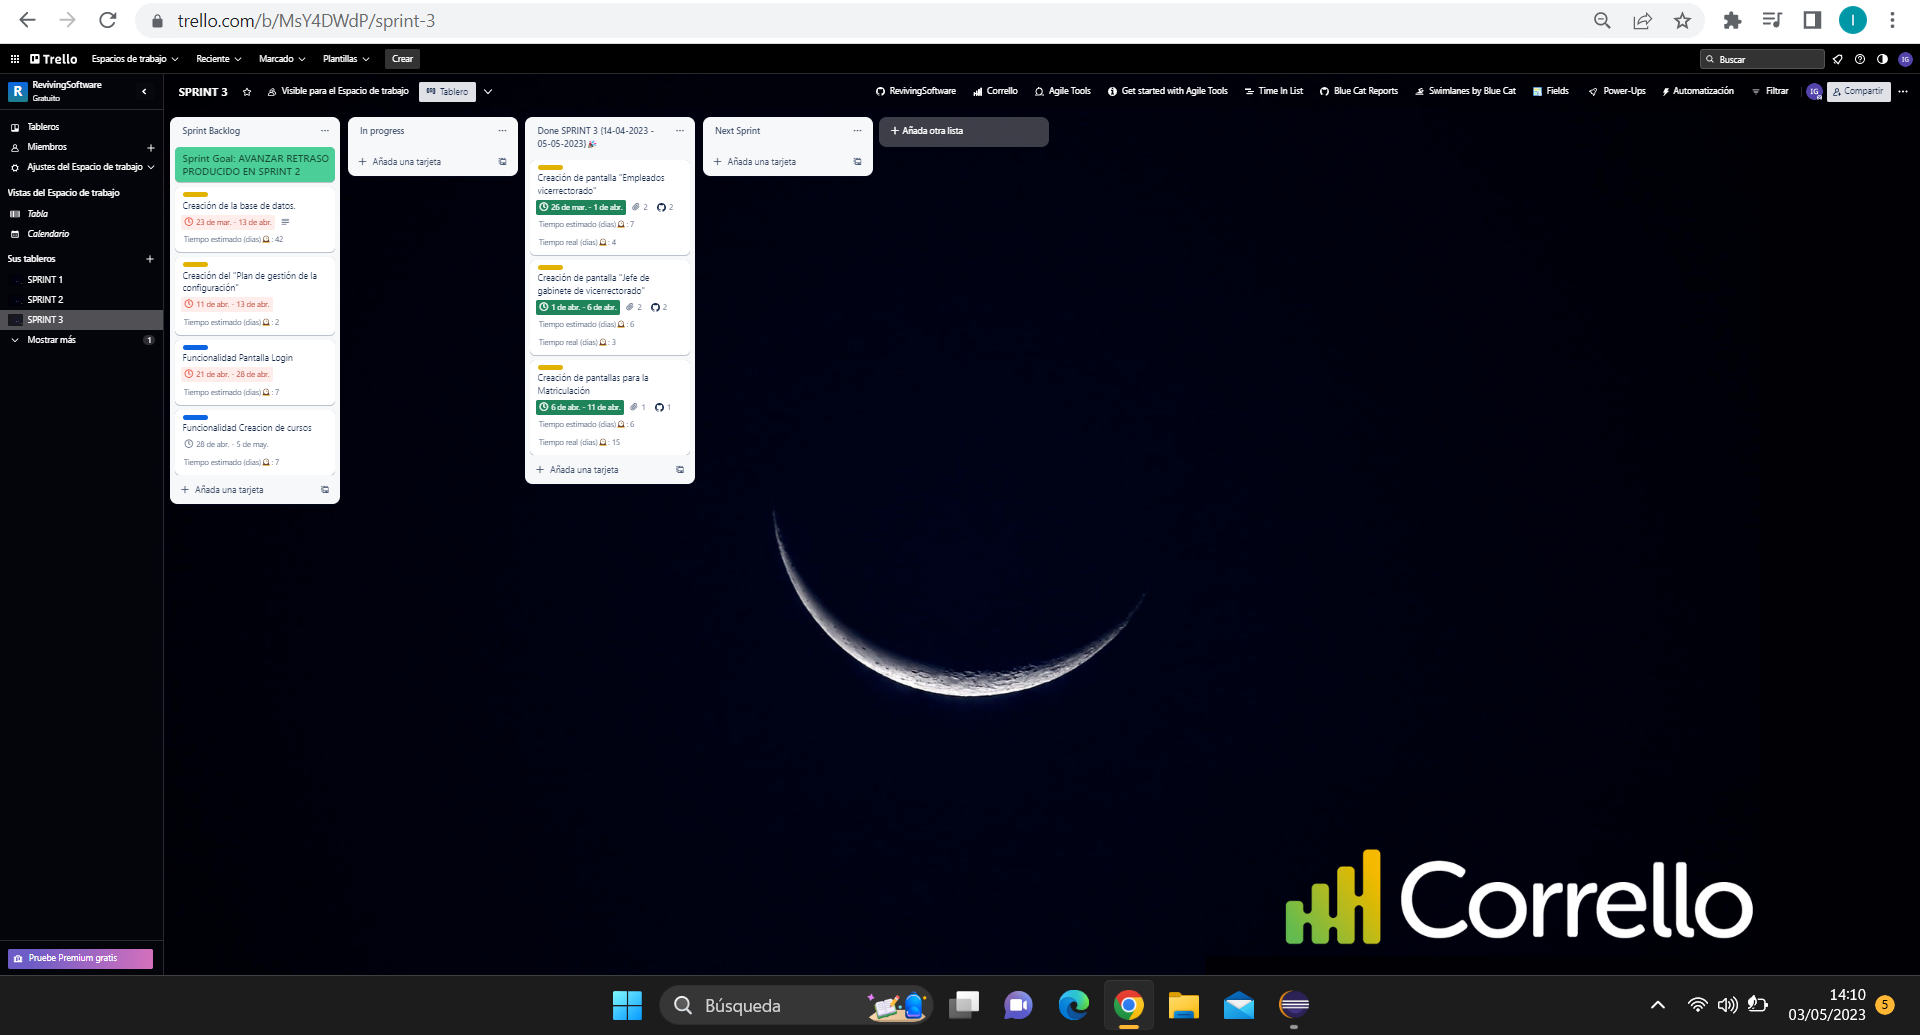 trello.com/b/MsY4DWdP/sprint-3
I
Trello
Espacios de trabajo
Reciente
Marcado
Plantillas
Crear
Buscar
IG
R
RevivingSoftware
Gratuito
SPRINT 3
Visible para el Espacio de trabajo
Tablero
RevivingSoftware
Corrello
Agile Tools
Get started with Agile Tools
Time In List
Blue Cat Reports
Swimlanes by Blue Cat
Fields
Power-Ups
Automatización
Filtrar
IG
Compartir
Tableros
Miembros
Ajustes del Espacio de trabajo
Vistas del Espacio de trabajo
Tabla
Calendario
Sus tableros
SPRINT 1
SPRINT 2
SPRINT 3
Mostrar más
1
Pruebe Premium gratis
Sprint Backlog
Sprint Goal: AVANZAR RETRASO
PRODUCIDO EN SPRINT 2
Creación de la base de datos.
23 de mar. - 13 de abr.
Tiempo estimado (días) : 42
Creación del "Plan de gestión de la
configuración"
11 de abr. - 13 de abr.
Tiempo estimado (días) : 2
Funcionalidad Pantalla Login
21 de abr. - 28 de abr.
Tiempo estimado (días) : 7
Funcionalidad Creacion de cursos
28 de abr. - 5 de may.
Tiempo estimado (días) : 7
Añada una tarjeta
In progress
Añada una tarjeta
Done SPRINT 3 (14-04-2023 -
05-05-2023)🎉
Creación de pantalla "Empleados
vicerrectorado"
26 de mar. - 1 de abr. 2 2
Tiempo estimado (días) : 7
Tiempo real (días) : 4
Creación de pantalla "Jefe de
gabinete de vicerrectorado"
1 de abr. - 6 de abr. 2 2
Tiempo estimado (días) : 6
Tiempo real (días) : 3
Creación de pantallas para la
Matriculación
6 de abr. - 11 de abr. 1 1
Tiempo estimado (días) : 6
Tiempo real (días) : 15
Añada una tarjeta
Next Sprint
Añada una tarjeta
Añada otra lista
Corrello
Búsqueda
14:10
03/05/2023
5